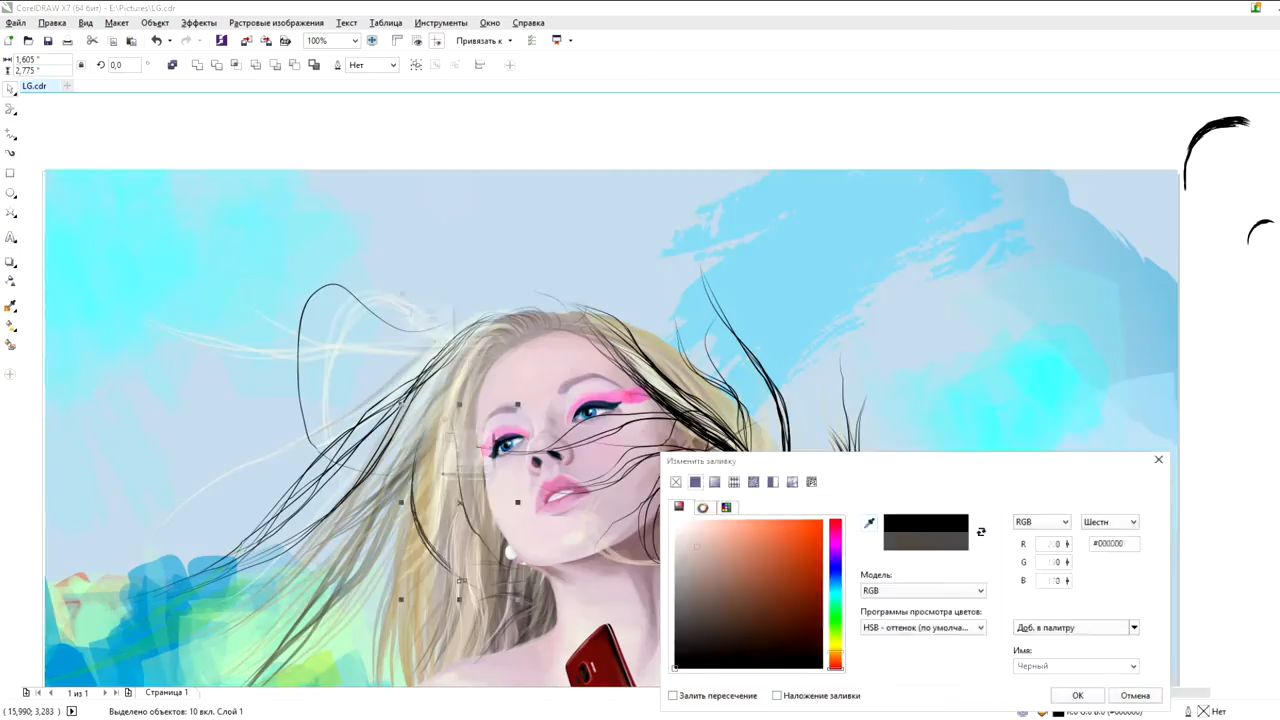 CorelDRAW X7 (64 бит) - E:\Pictures\LG.cdr
Файл Правка Вид Макет Объект Эффекты Растровые изображения Текст Таблица Инструменты Окно Справка
100% Привязать к
1,605 "
2,775 "
0,0 ° Нет
LG.cdr
Изменить заливку
RGB Шестн
R #000000
G
B
Модель:
RGB
Программы просмотра цветов:
HSB - оттенок (по умолча...
Доб. в палитру
Имя:
Черный
Залить пересечение Наложение заливки OK Отмена
1 из 1 Страница 1
( 15,990; 3,283 ) Выделено объектов: 10 вкл. Слой 1 Нет